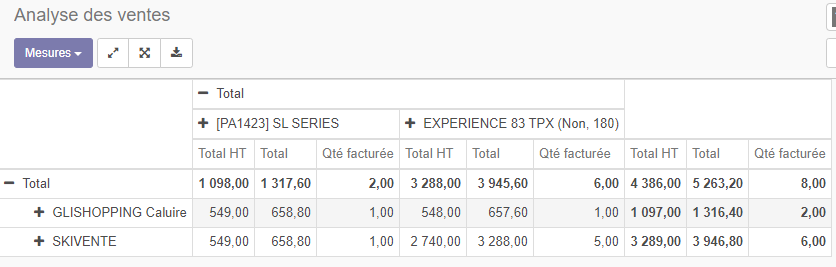 Analyse des ventes
Mesures
Total
[PA1423] SL SERIES EXPERIENCE 83 TPX (Non, 180)
Total HT Total Qté facturée Total HT Total Qté facturée Total HT Total Qté facturée
Total 1 098,00 1 317,60 2,00 3 288,00 3 945,60 6,00 4 386,00 5 263,20 8,00
GLISHOPPING Caluire 549,00 658,80 1,00 548,00 657,60 1,00 1 097,00 1 316,40 2,00
SKIVENTE 549,00 658,80 1,00 2 740,00 3 288,00 5,00 3 289,00 3 946,80 6,00